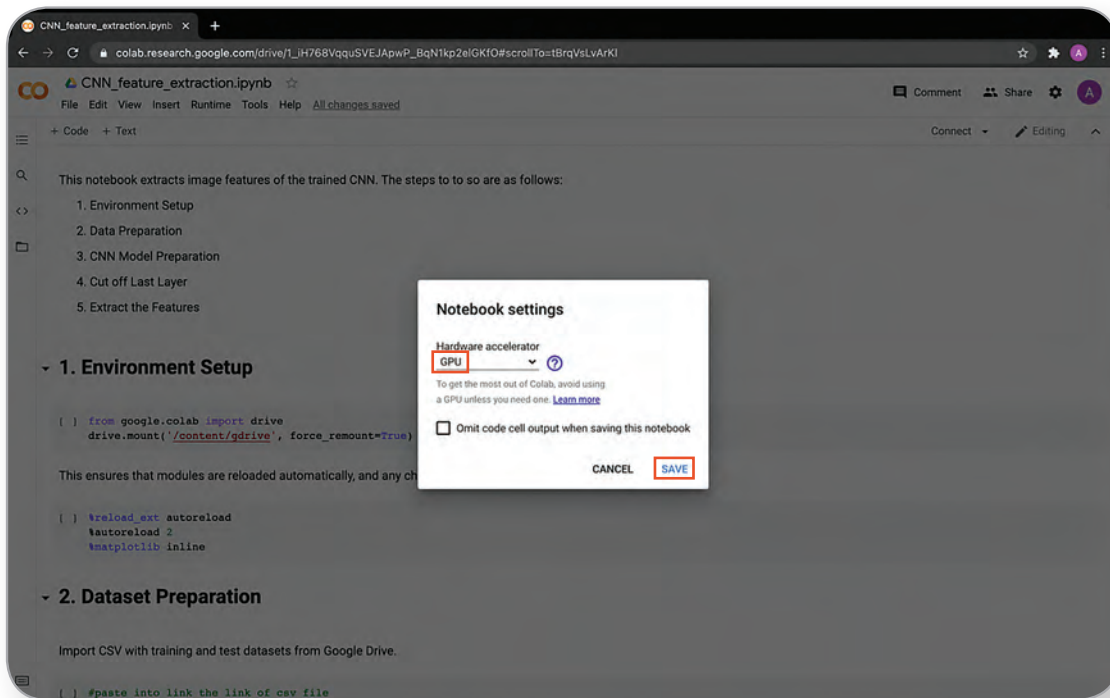 CNN_feature_extraction.ipynb
colab.research.google.com/drive/1_iH768VqquSVEJApwP_BqN1kp2elGKfO#scrollTo=tBrqVsLvArKI
A
CNN_feature_extraction.ipynb
Comment Share A
File Edit View Insert Runtime Tools Help All changes saved
+ Code + Text Connect Editing
This notebook extracts image features of the trained CNN. The steps to to so are as follows:
1. Environment Setup
2. Data Preparation
3. CNN Model Preparation
4. Cut off Last Layer
5. Extract the Features
Notebook settings
Hardware accelerator
GPU
To get the most out of Colab, avoid using
a GPU unless you need one. Learn more
Omit code cell output when saving this notebook
CANCEL SAVE
1. Environment Setup
[ ] from google.colab import drive
drive.mount('/content/gdrive', force_remount=True)
This ensures that modules are reloaded automatically, and any ch
[ ] %reload_ext autoreload
%autoreload 2
%matplotlib inline
2. Dataset Preparation
Import CSV with training and test datasets from Google Drive.
[ ] #paste into link the link of csv file